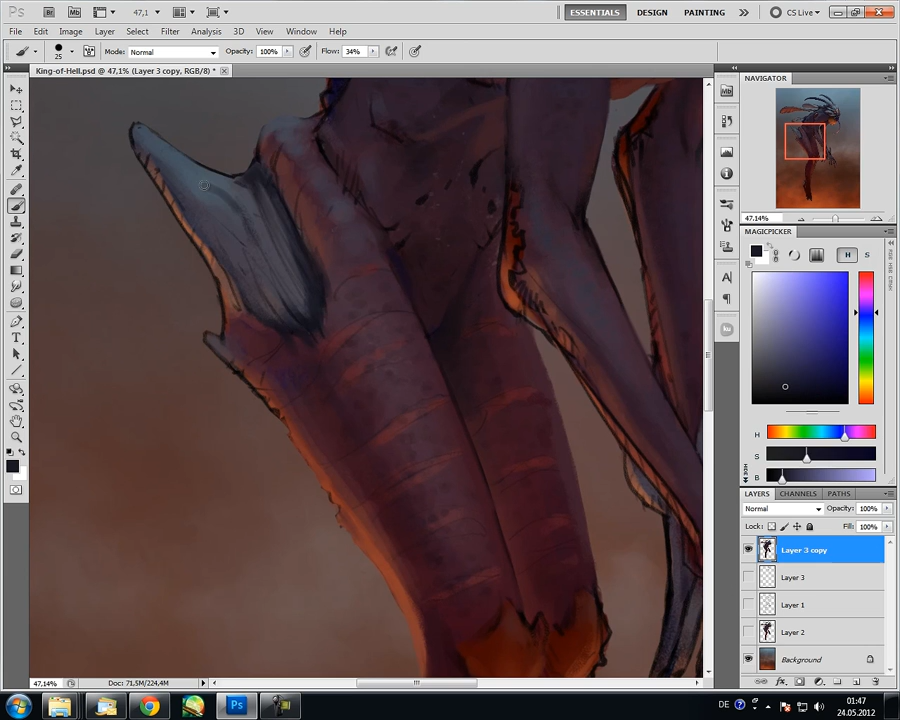 Ps Br Mb 47,1 ESSENTIALS DESIGN PAINTING CS Live
File Edit Image Layer Select Filter Analysis 3D View Window Help
25 Mode: Normal Opacity: 100% Flow: 34%
King-of-Hell.psd @ 47,1% (Layer 3 copy, RGB/8) *
NAVIGATOR
47.14%
MAGICPICKER
H S
H
S
B
LAYERS CHANNELS PATHS
Normal Opacity: 100%
Lock: Fill: 100%
Layer 3 copy
Layer 3
Layer 1
Layer 2
Background
47,14% Doc: 71,5M/224,4M
Ps DE 01:47
24.05.2012